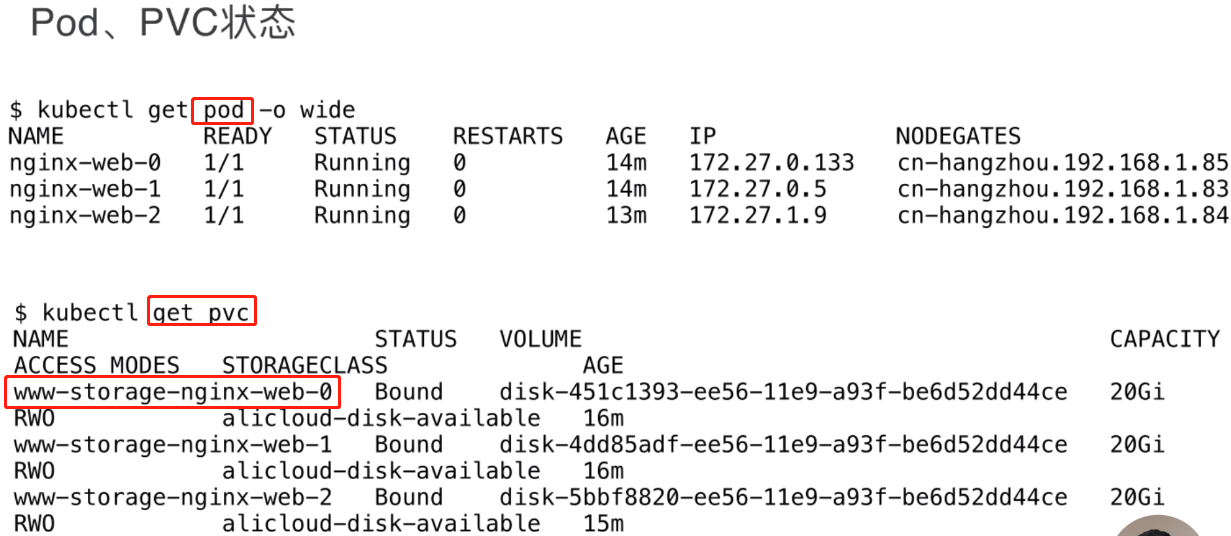 Pod、PVC状态
$ kubectl get pod -o wide
NAME READY STATUS RESTARTS AGE IP NODEGATES
nginx-web-0 1/1 Running 0 14m 172.27.0.133 cn-hangzhou.192.168.1.85
nginx-web-1 1/1 Running 0 14m 172.27.0.5 cn-hangzhou.192.168.1.83
nginx-web-2 1/1 Running 0 13m 172.27.1.9 cn-hangzhou.192.168.1.84
$ kubectl get pvc
NAME STATUS VOLUME CAPACITY
ACCESS MODES STORAGECLASS AGE
www-storage-nginx-web-0 Bound disk-451c1393-ee56-11e9-a93f-be6d52dd44ce 20Gi
RWO alicloud-disk-available 16m
www-storage-nginx-web-1 Bound disk-4dd85adf-ee56-11e9-a93f-be6d52dd44ce 20Gi
RWO alicloud-disk-available 16m
www-storage-nginx-web-2 Bound disk-5bbf8820-ee56-11e9-a93f-be6d52dd44ce 20Gi
RWO alicloud-disk-available 15m